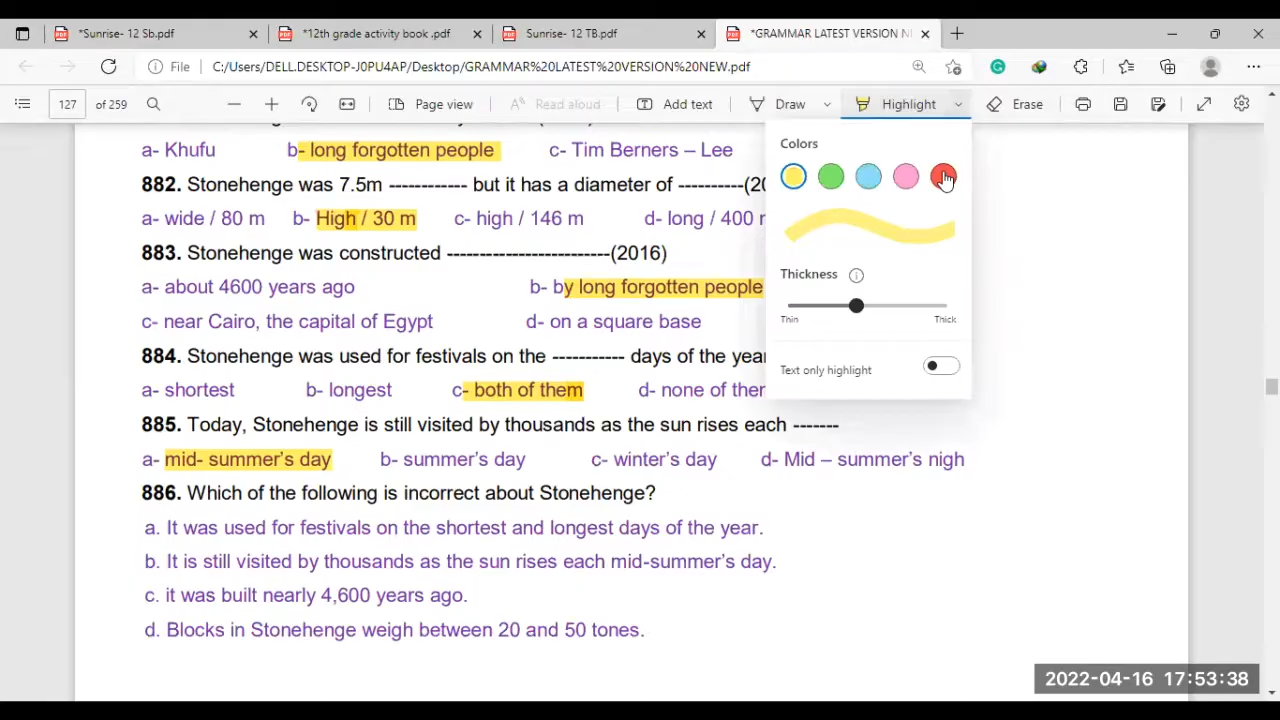 *Sunrise- 12 Sb.pdf *12th grade activity book .pdf Sunrise- 12 TB.pdf *GRAMMAR LATEST VERSION N
File C:/Users/DELL.DESKTOP-J0PU4AP/Desktop/GRAMMAR%20LATEST%20VERSION%20NEW.pdf
127 of 259 Page view Read aloud Add text Draw Highlight Erase
Colors
Thickness
Thin Thick
Text only highlight
a- Khufu b- long forgotten people c- Tim Berners – Lee
882. Stonehenge was 7.5m ------------ but it has a diameter of ----------(20
a- wide / 80 m b- High / 30 m c- high / 146 m d- long / 400
883. Stonehenge was constructed -------------------------(2016)
a- about 4600 years ago b- by long forgotten people
c- near Cairo, the capital of Egypt d- on a square base
884. Stonehenge was used for festivals on the ----------- days of the year
a- shortest b- longest c- both of them d- none of
885. Today, Stonehenge is still visited by thousands as the sun rises each -------
a- mid- summer’s day b- summer’s day c- winter’s day d- Mid – summer’s nigh
886. Which of the following is incorrect about Stonehenge?
a. It was used for festivals on the shortest and longest days of the year.
b. It is still visited by thousands as the sun rises each mid-summer’s day.
c. it was built nearly 4,600 years ago.
d. Blocks in Stonehenge weigh between 20 and 50 tones.
2022-04-16 17:53:38